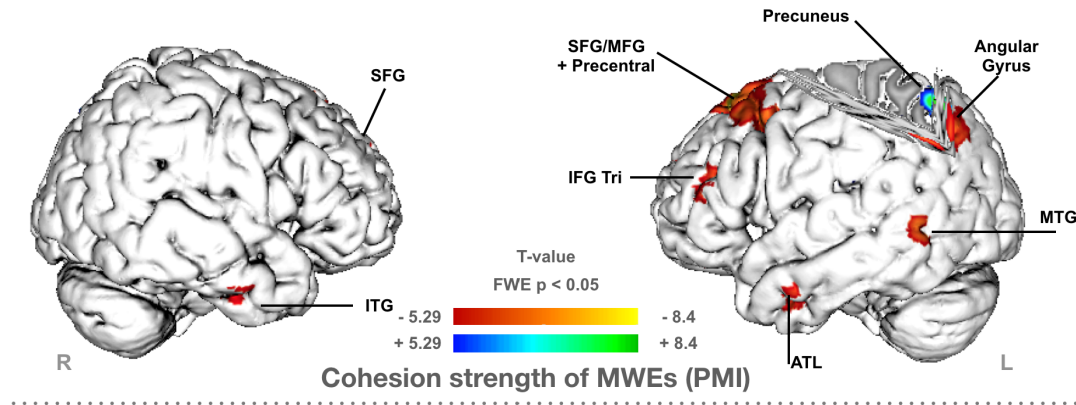 Precuneus
SFG/MFG
+ Precentral
Angular
Gyrus
SFG
IFG Tri
MTG
T-value
FWE p < 0.05
ITG
- 5.29
- 8.4
+ 5.29
+ 8.4
R
ATL
L
Cohesion strength of MWEs (PMI)